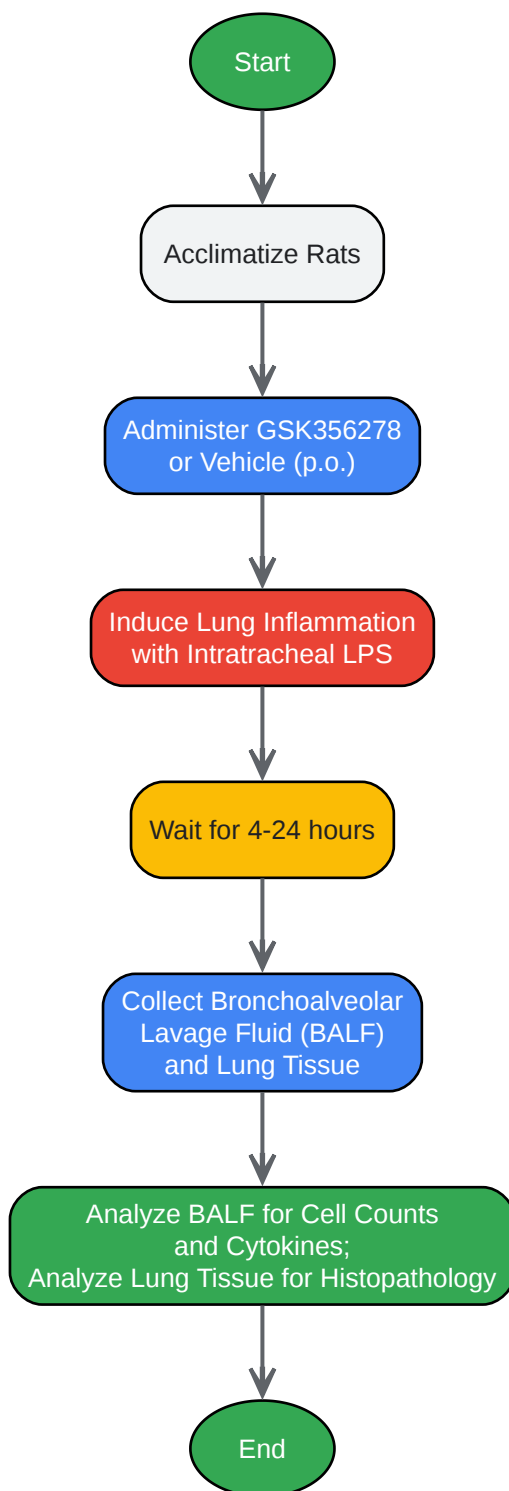 Start
Acclimatize Rats
Administer GSK356278
or Vehicle (p.o.)
Induce Lung Inflammation
with Intratracheal LPS
Wait for 4-24 hours
Collect Bronchoalveolar
Lavage Fluid (BALF)
and Lung Tissue
Analyze BALF for Cell Counts
and Cytokines;
Analyze Lung Tissue for Histopathology
End